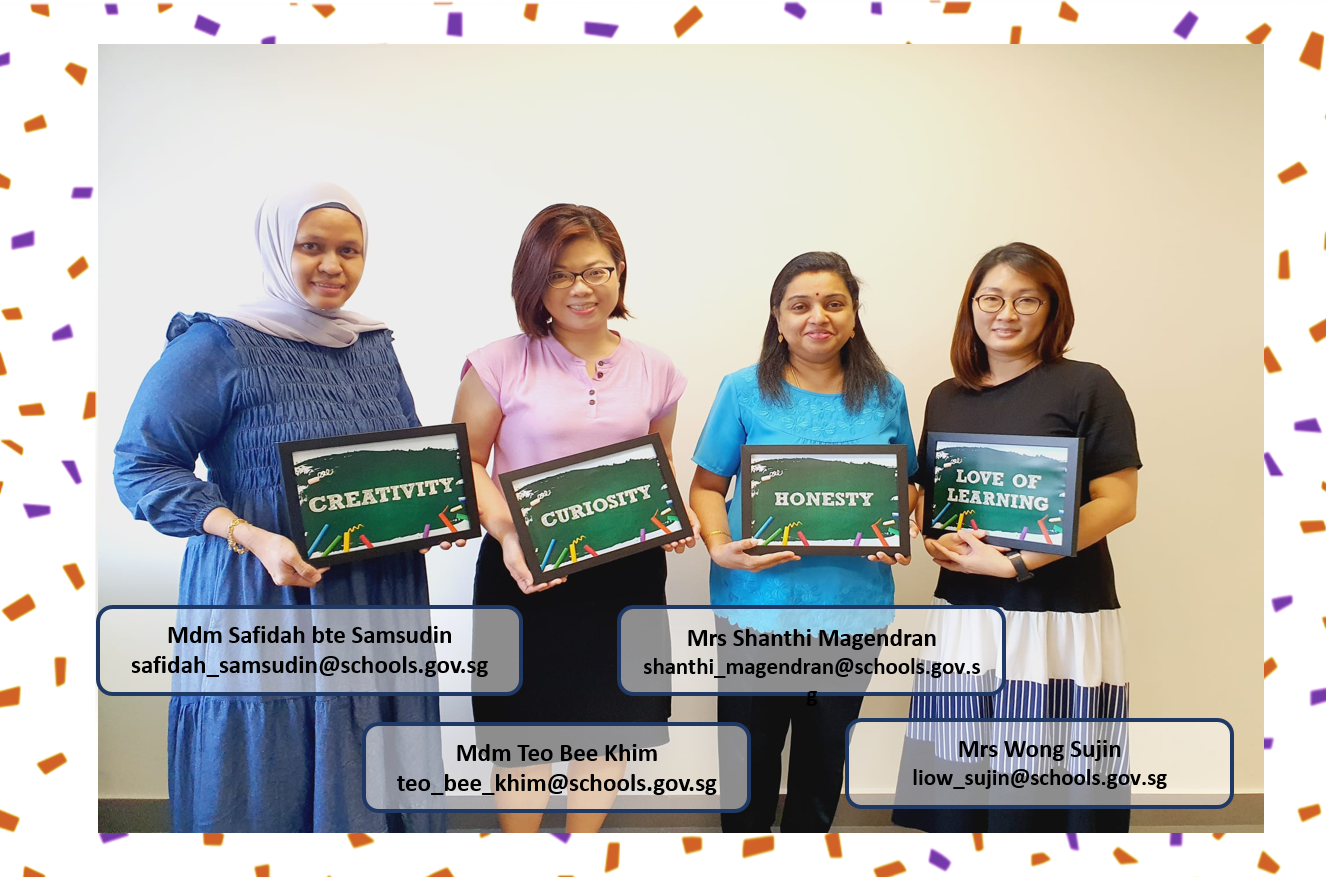 CREATIVITY
CURIOSITY
HONESTY
LOVE OF
LEARNING
Mdm Safidah bte Samsudin
safidah_samsudin@schools.gov.sg
Mrs Shanthi Magendran
shanthi_magendran@schools.gov.s
g
Mdm Teo Bee Khim
teo_bee_khim@schools.gov.sg
Mrs Wong Sujin
liow_sujin@schools.gov.sg